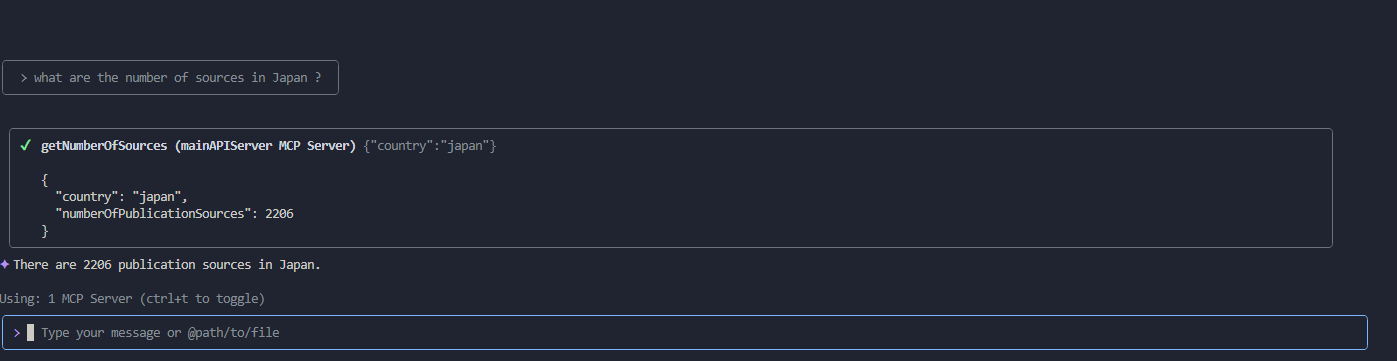 > what are the number of sources in Japan ?
✓ getNumberOfSources (mainAPIServer MCP Server) {"country":"japan"}
{
"country": "japan",
"numberOfPublicationSources": 2206
}
✦ There are 2206 publication sources in Japan.
Using: 1 MCP Server (ctrl+t to toggle)
> Type your message or @path/to/file